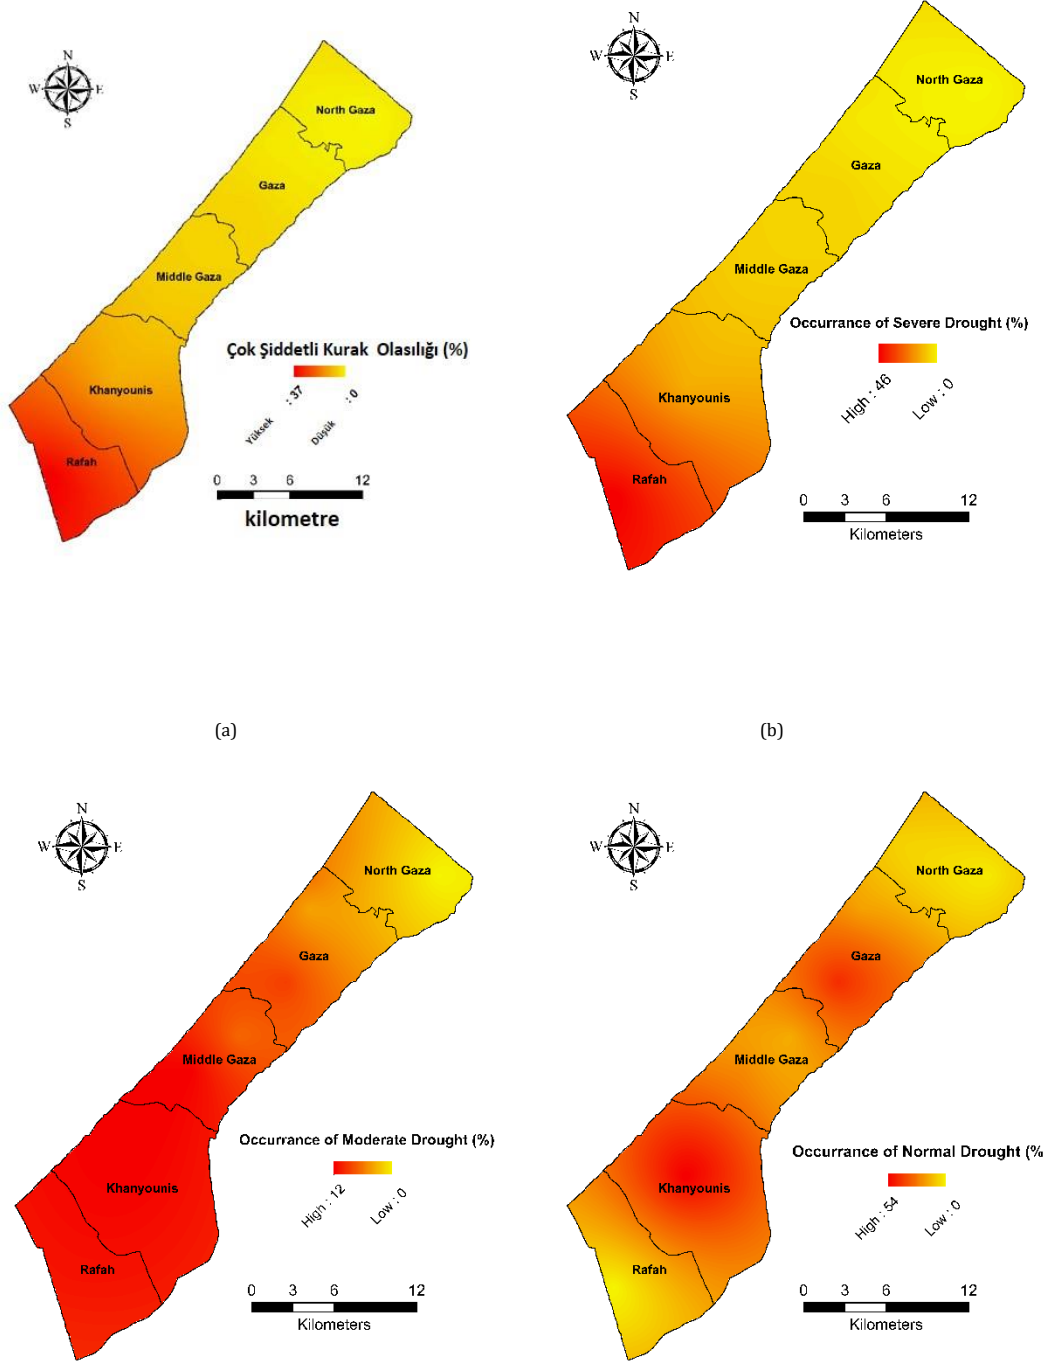 N
W E
S
North Gaza
Gaza
Middle Gaza
Khanyounis
Rafah
Çok Şiddetli Kurak Olasılığı (%)
Yüksek : 37
Düşük : 0
0 3 6 12
kilometre
(a)
N
W E
S
North Gaza
Gaza
Middle Gaza
Khanyounis
Rafah
Occurrance of Severe Drought (%)
High : 46
Low : 0
0 3 6 12
Kilometers
(b)
N
W E
S
North Gaza
Gaza
Middle Gaza
Khanyounis
Rafah
Occurrance of Moderate Drought (%)
High : 12
Low : 0
0 3 6 12
Kilometers
N
W E
S
North Gaza
Gaza
Middle Gaza
Khanyounis
Rafah
Occurrance of Normal Drought (%
High : 54
Low : 0
0 3 6 12
Kilometers